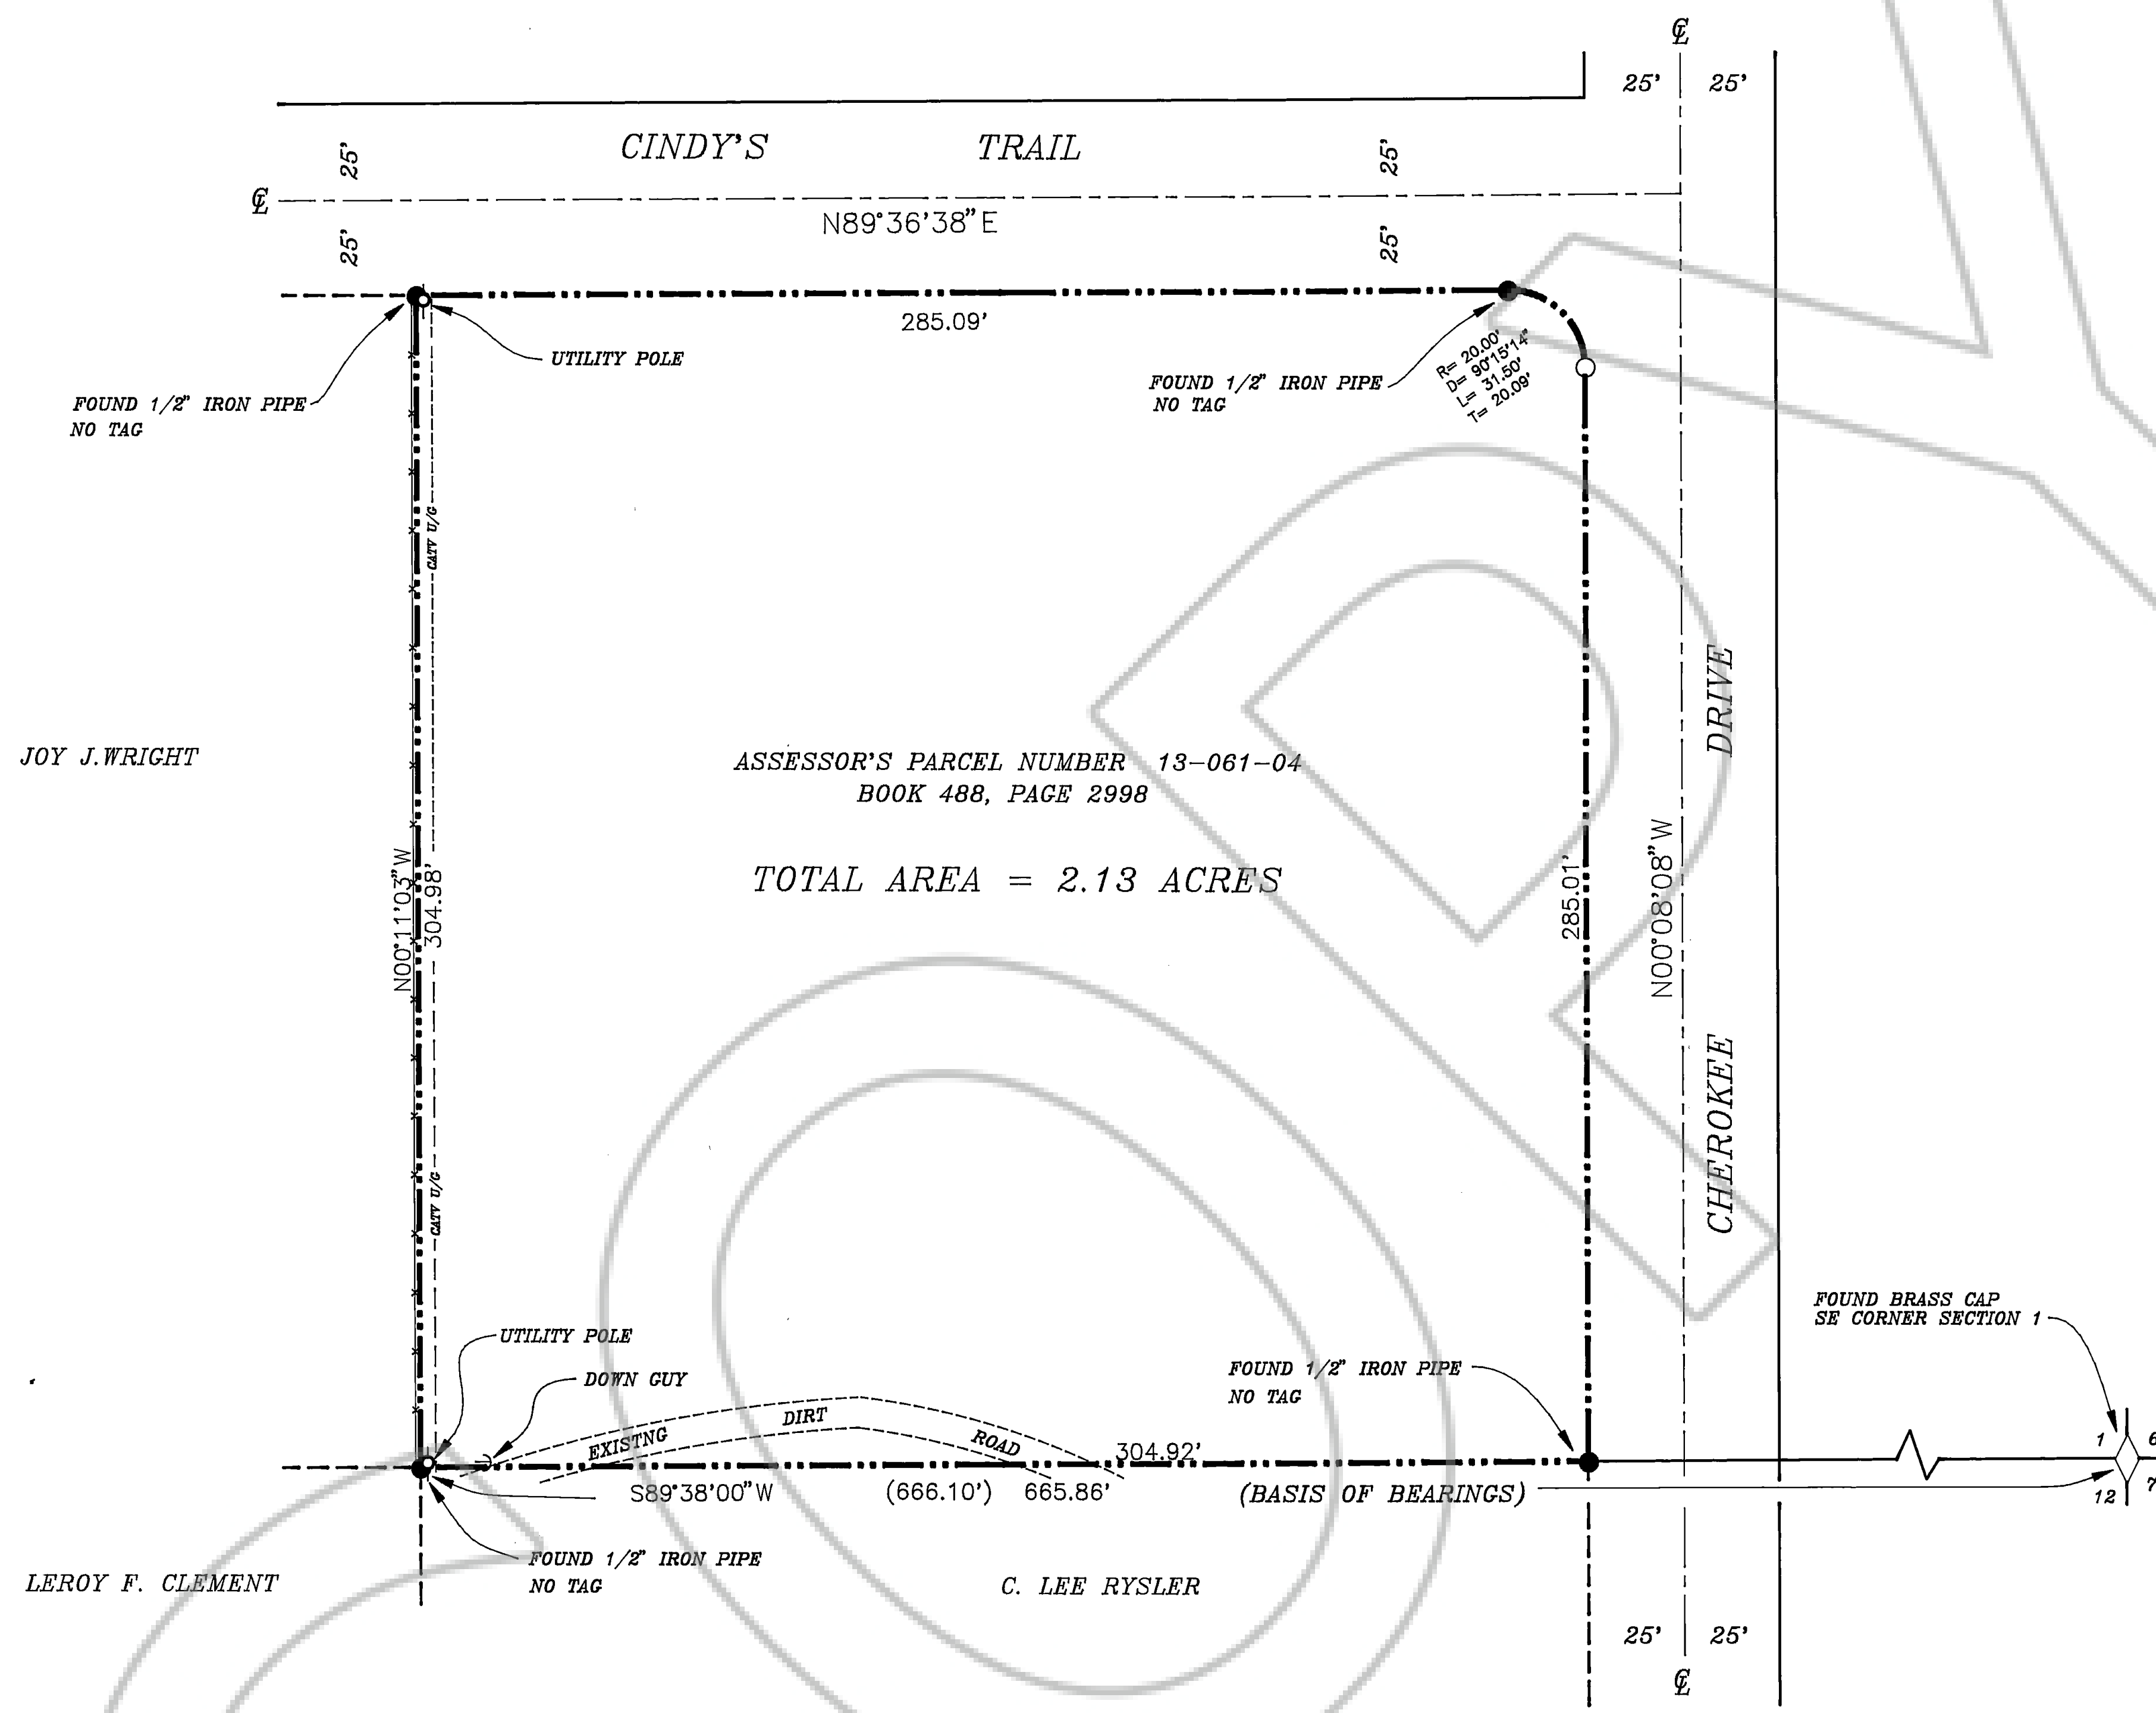 ℄
25' 25'
CINDY'S TRAIL
25'
25'
℄
N89°36'38"E
25'
25'
285.09'
UTILITY POLE
FOUND 1/2" IRON PIPE
NO TAG
FOUND 1/2" IRON PIPE
NO TAG
R= 20.00'
D= 90°15'14"
L= 31.50'
T= 20.09'
CATV U/G
JOY J.WRIGHT
ASSESSOR'S PARCEL NUMBER 13-061-04
BOOK 488, PAGE 2998
TOTAL AREA = 2.13 ACRES
N00°11'03"W
304.98'
285.01'
N00°08'08"W
CHEROKEE DRIVE
CATV U/G
FOUND BRASS CAP
SE CORNER SECTION 1
UTILITY POLE
DOWN GUY
FOUND 1/2" IRON PIPE
NO TAG
EXISTNG DIRT ROAD
304.92'
1 6
12 7
S89°38'00"W (666.10') 665.86' (BASIS OF BEARINGS)
FOUND 1/2" IRON PIPE
NO TAG
LEROY F. CLEMENT
C. LEE RYSLER
25' 25'
℄